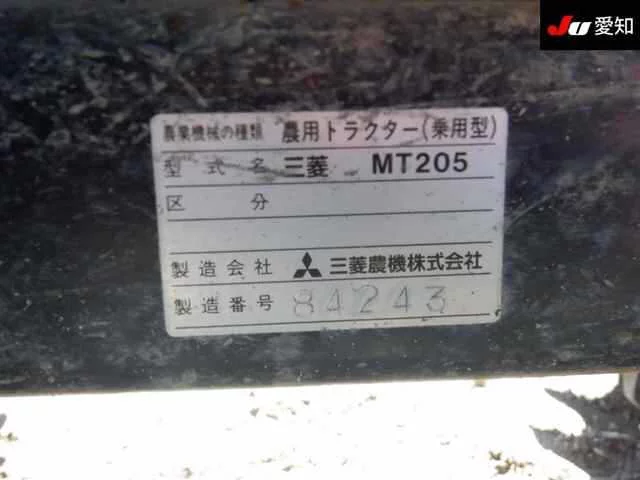 JU 愛知
農業機械の種類 農用トラクター(乗用型)
型式名 三菱 MT205
区分
製造会社 三菱農機株式会社
製造番号 84243